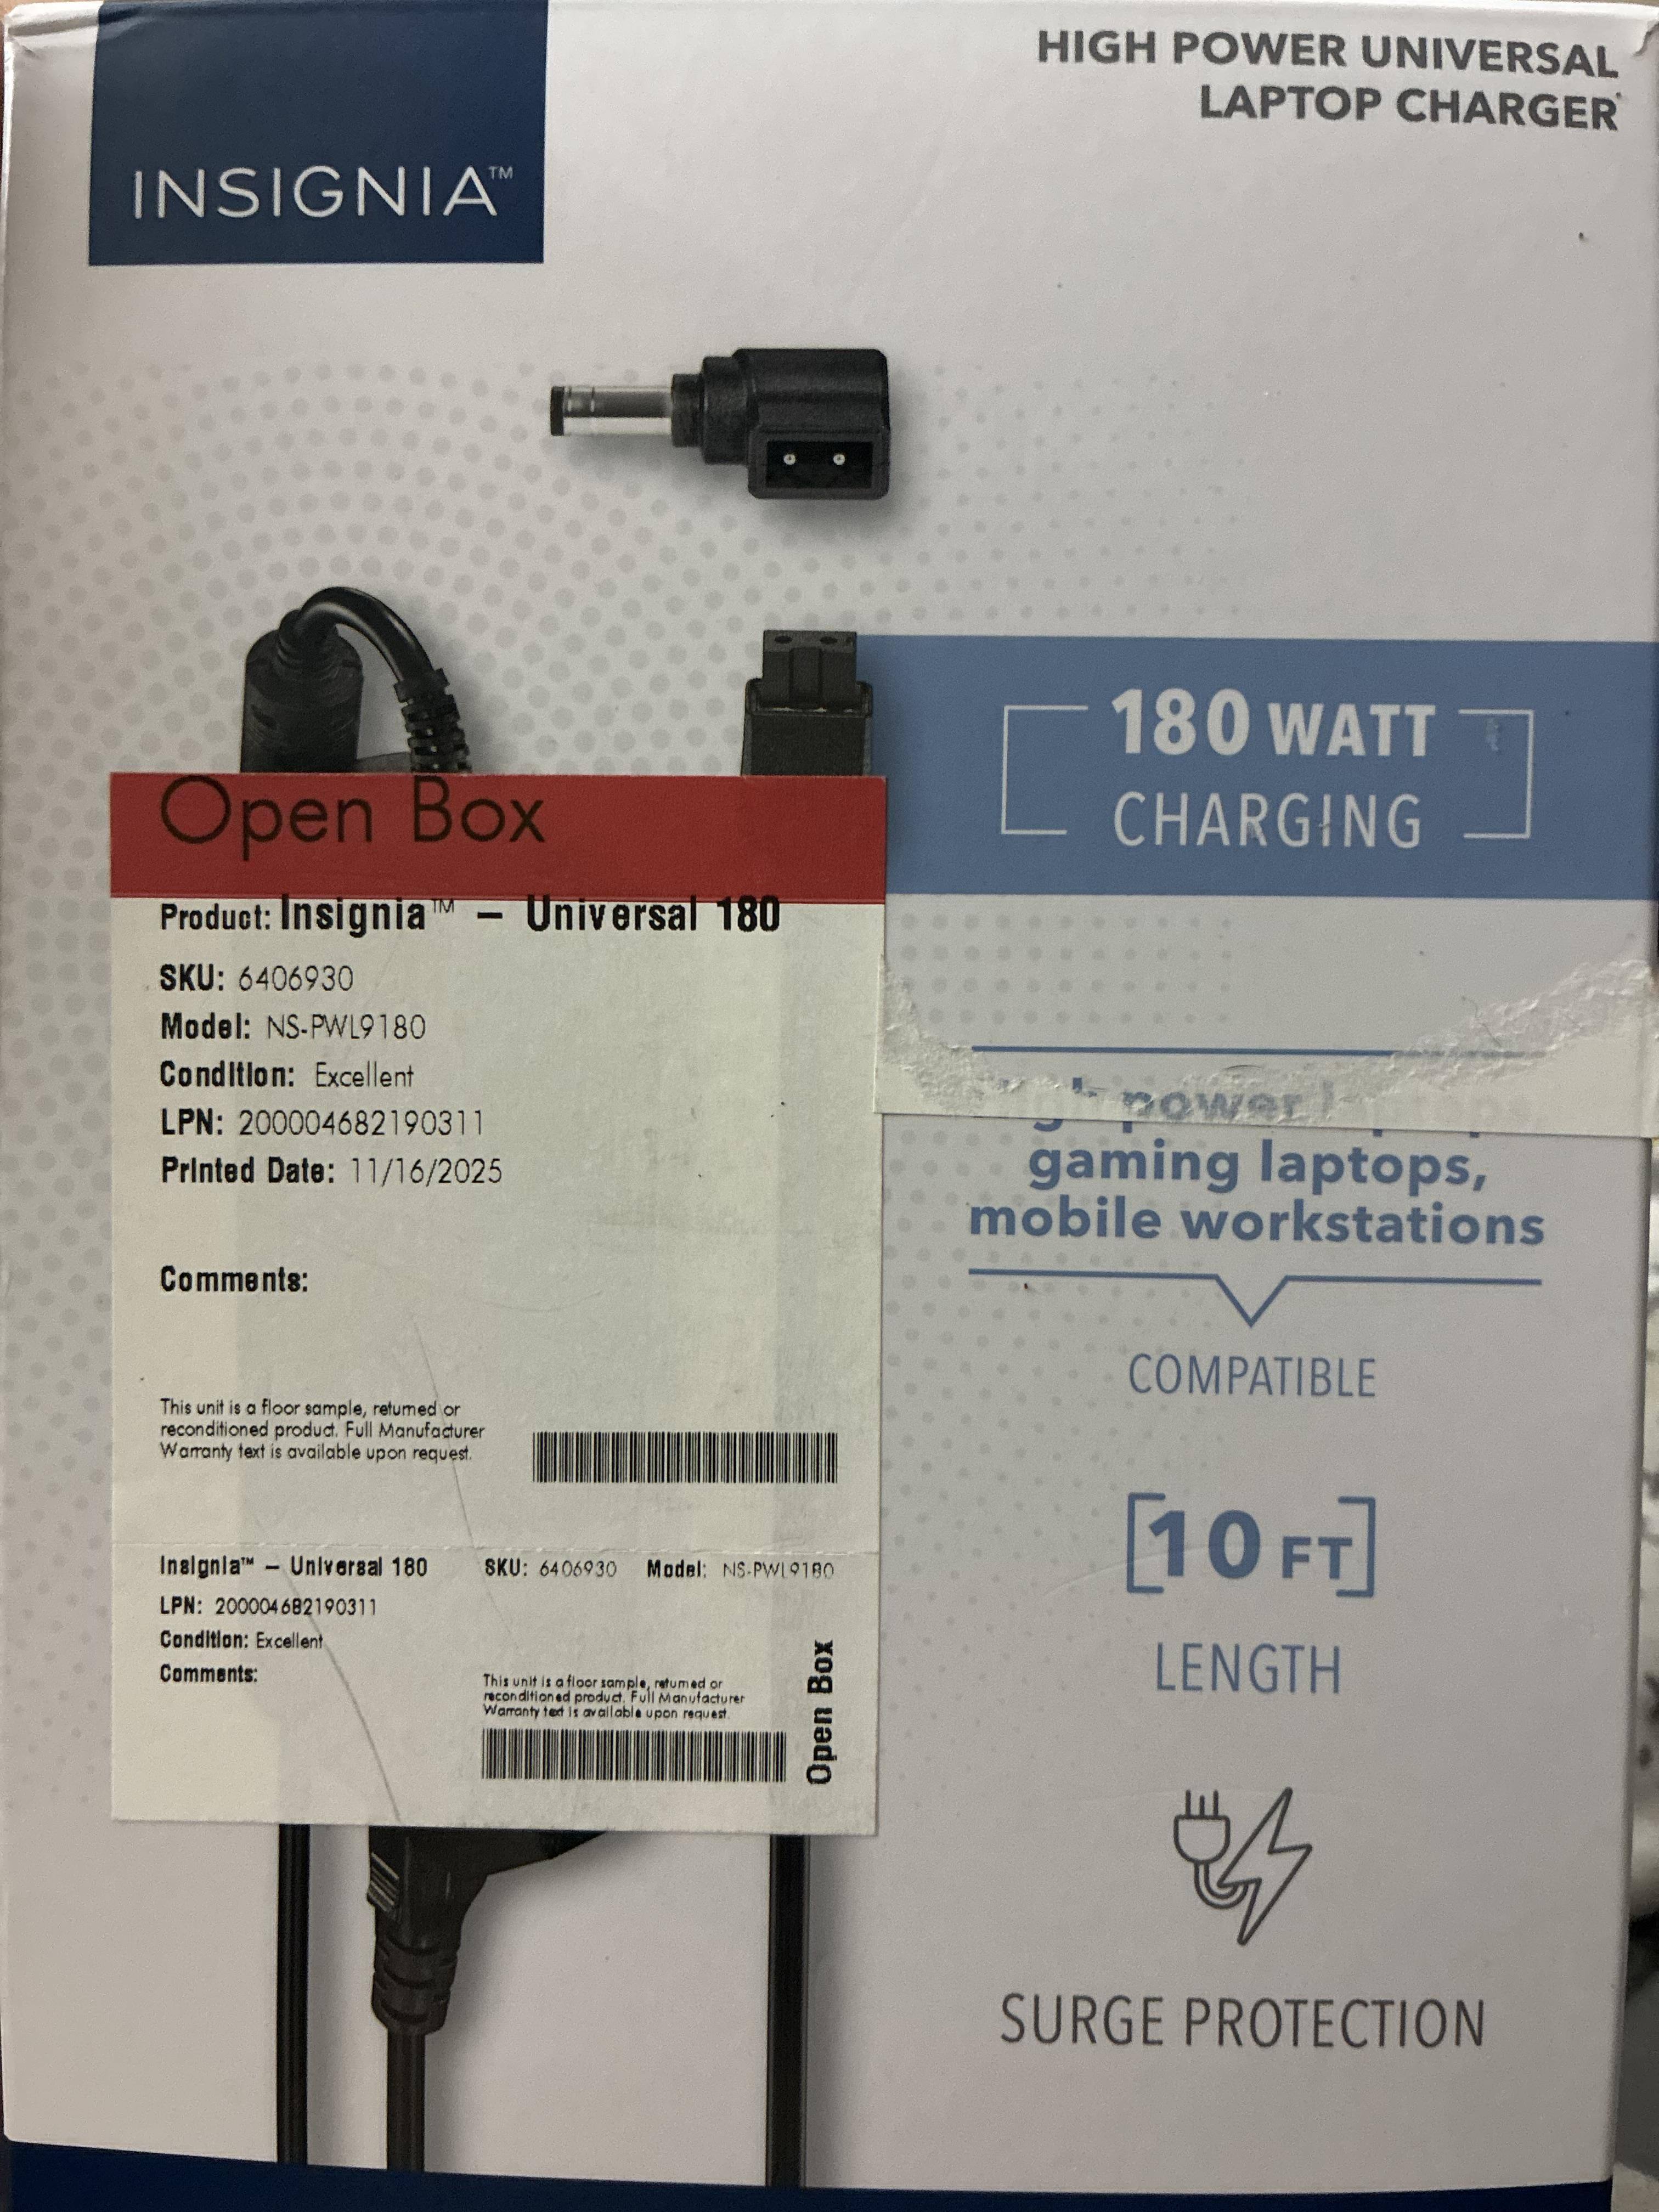 INSIGNIA™
HIGH POWER UNIVERSAL
LAPTOP CHARGER
180 WATT
CHARGING
Open Box
Product: Insignia™ – Universal 180
SKU: 6406930
Model: NS-PWL9180
Condition: Excellent
LPN: 200004682190311
Printed Date: 11/16/2025
Comments:
This unit is a floor sample, returned or
reconditioned product. Full Manufacturer
Warranty text is available upon request.
Insignia™ – Universal 180 SKU: 6406930 Model: NS-PWL9180
LPN: 200004682190311
Condition: Excellent
Comments:
This unit is a floor sample, returned or
reconditioned product. Full Manufacturer
Warranty text is available upon request.
Open Box
power
gaming laptops,
mobile workstations
COMPATIBLE
10 FT
LENGTH
SURGE PROTECTION